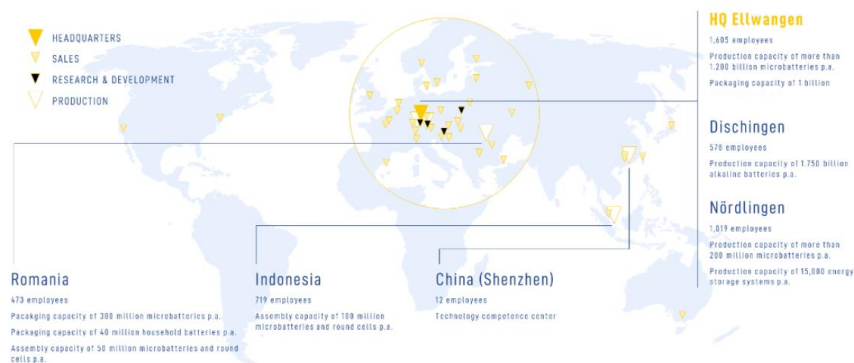 HEADQUARTERS
SALES
RESEARCH & DEVELOPMENT
PRODUCTION
HQ Ellwangen
1,605 employees
Production capacity of more than
1.200 billion microbatteries p.a.
Packaging capacity of 1 billion
Dischingen
570 employees
Production capacity of 1.750 billion
alkaline batteries p.a.
Nördlingen
1,019 employees
Production capacity of more than
200 million microbatteries p.a.
Production capacity of 15,000 energy
storage systems p.a.
Romania
473 employees
Pacakging capacity of 300 million microbatteries p.a.
Packaging capacity of 40 million household batteries p.a.
Assembly capacity of 50 million microbatteries and round
cells p.a.
Indonesia
719 employees
Assembly capacity of 100 million
microbatteries and round cells p.a.
China (Shenzhen)
12 employees
Technology competence center